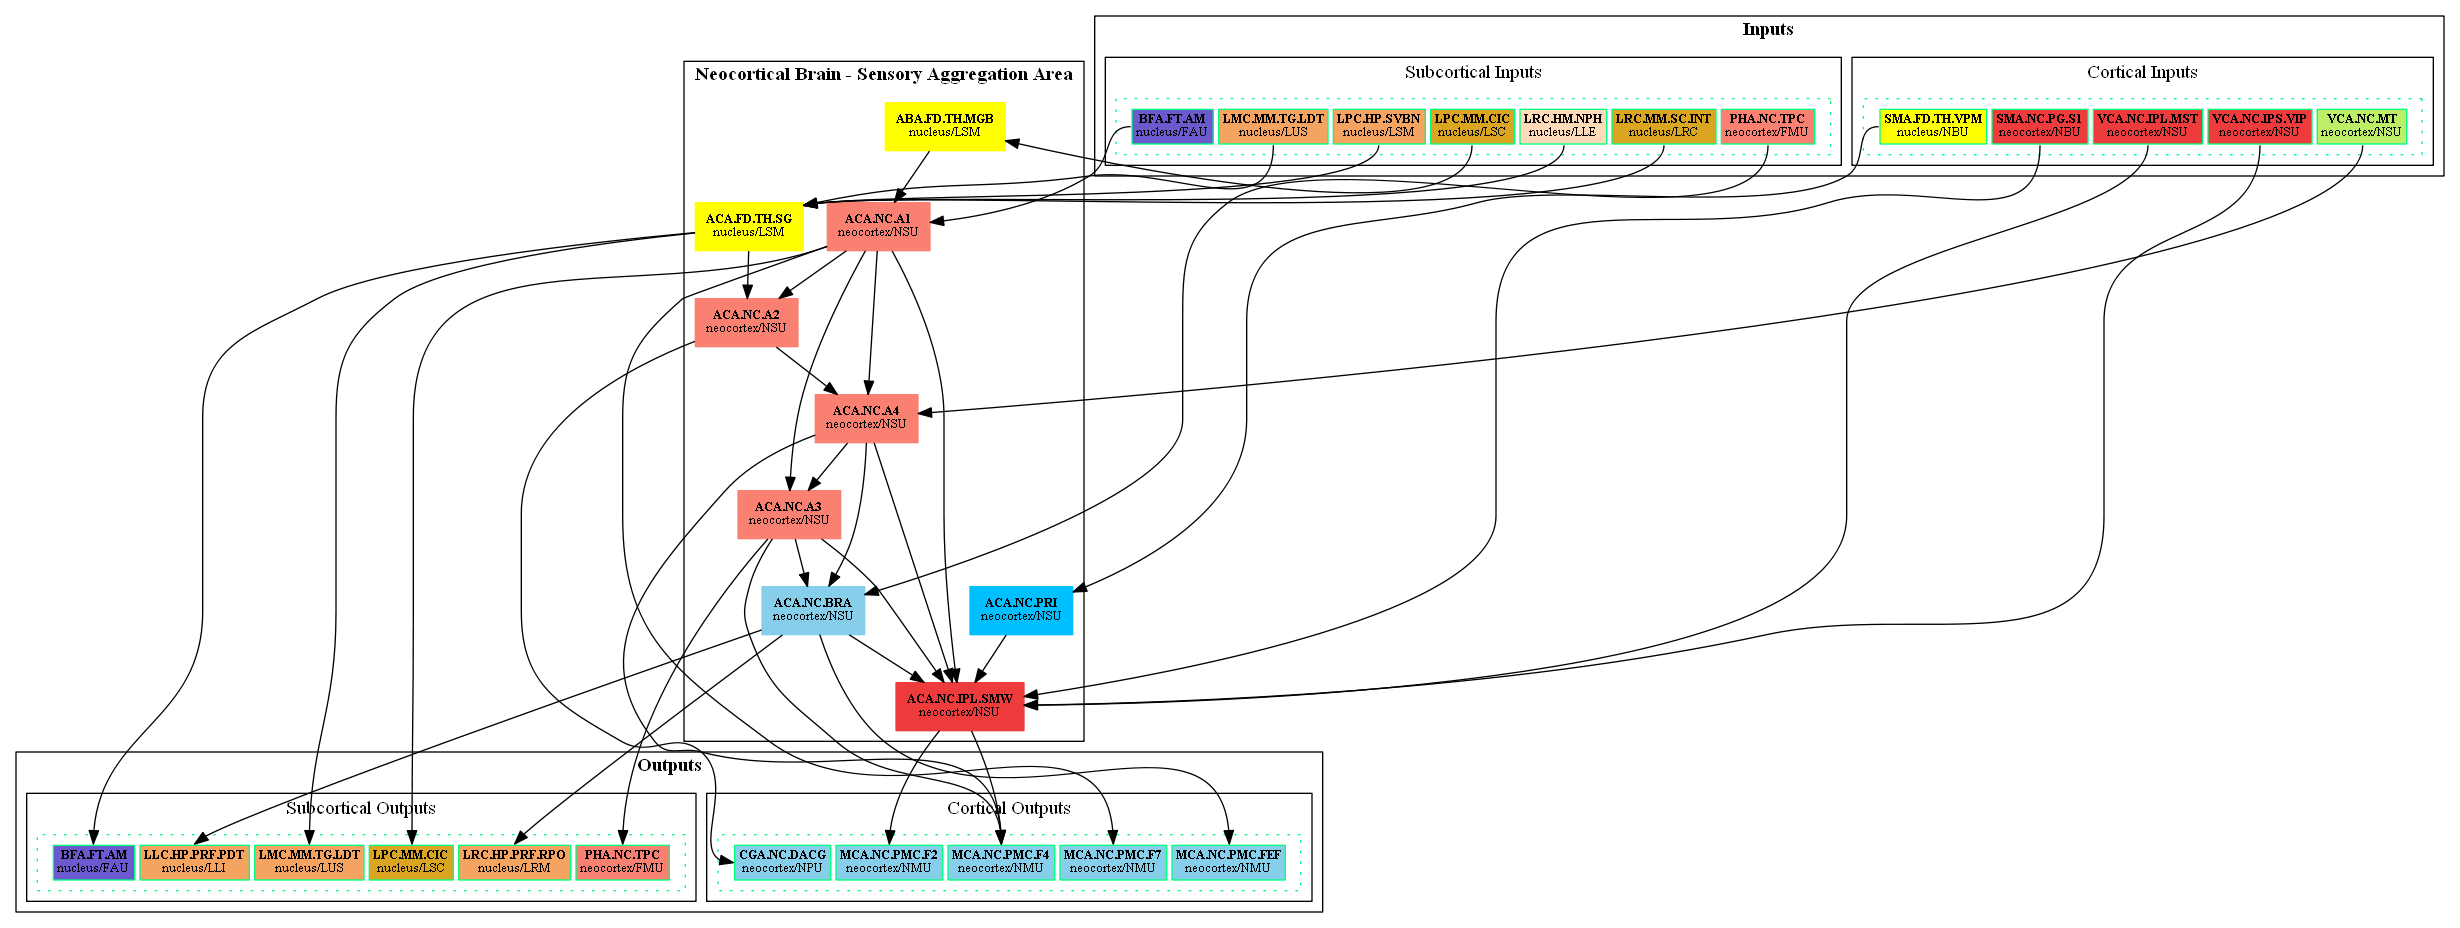 Inputs
Neocortical Brain - Sensory Aggregation Area
Subcortical Inputs
Cortical Inputs
ABA.FD.TH.MGB
nucleus/LSM
BFA.FT.AM
nucleus/FAU
LMC.MM.TG.LDT
nucleus/LUS
LPC.HP.SVBN
nucleus/LSM
LPC.MM.CIC
nucleus/LSC
LRC.HM.NPH
nucleus/LLE
LRC.MM.SC.INT
nucleus/LRC
PHA.NC.TPC
neocortex/FMU
SMA.FD.TH.VPM
nucleus/NBU
SMA.NC.PG.S1
neocortex/NBU
VCA.NC.IPL.MST
neocortex/NSU
VCA.NC.IPS.VIP
neocortex/NSU
VCA.NC.MT
neocortex/NSU
ACA.FD.TH.SG
nucleus/LSM
ACA.NC.A1
neocortex/NSU
ACA.NC.A2
neocortex/NSU
ACA.NC.A4
neocortex/NSU
ACA.NC.A3
neocortex/NSU
ACA.NC.BRA
neocortex/NSU
ACA.NC.PRI
neocortex/NSU
ACA.NC.IPL.SMW
neocortex/NSU
Outputs
Subcortical Outputs
Cortical Outputs
BFA.FT.AM
nucleus/FAU
LLC.HP.PRF.PDT
nucleus/LLI
LMC.MM.TG.LDT
nucleus/LUS
LPC.MM.CIC
nucleus/LSC
LRC.HP.PRF.RPO
nucleus/LRM
PHA.NC.TPC
neocortex/FMU
CGA.NC.DACG
neocortex/NPU
MCA.NC.PMC.F2
neocortex/NMU
MCA.NC.PMC.F4
neocortex/NMU
MCA.NC.PMC.F7
neocortex/NMU
MCA.NC.PMC.FEF
neocortex/NMU